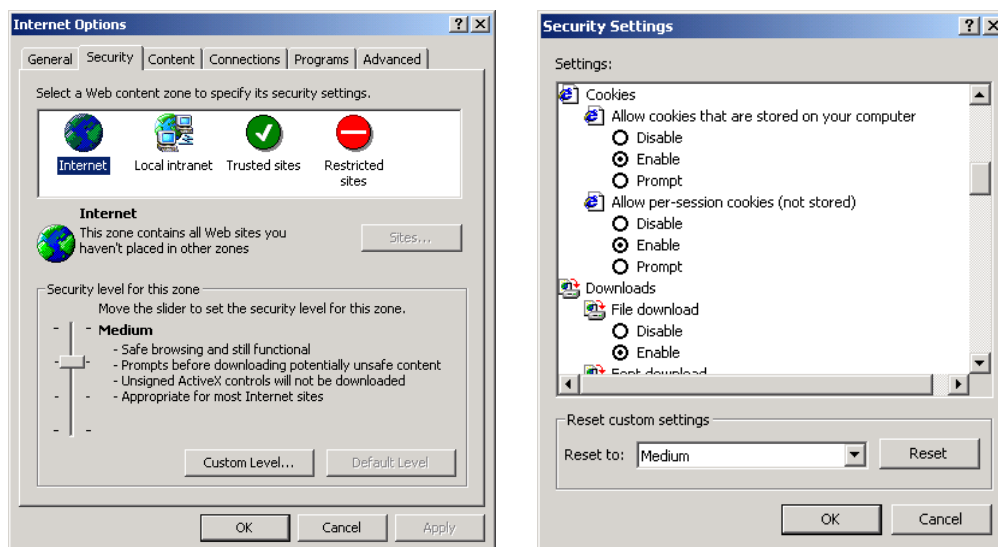 Internet Options
General Security Content Connections Programs Advanced
Select a Web content zone to specify its security settings.
Internet Local intranet Trusted sites Restricted
sites
Internet
This zone contains all Web sites you
haven't placed in other zones
Sites...
Security level for this zone
Move the slider to set the security level for this zone.
Medium
- Safe browsing and still functional
- Prompts before downloading potentially unsafe content
- Unsigned ActiveX controls will not be downloaded
- Appropriate for most Internet sites
Custom Level... Default Level
OK Cancel Apply
Security Settings
Settings:
Cookies
Allow cookies that are stored on your computer
Disable
Enable
Prompt
Allow per-session cookies (not stored)
Disable
Enable
Prompt
Downloads
File download
Disable
Enable
Font download
Reset custom settings
Reset to: Medium Reset
OK Cancel